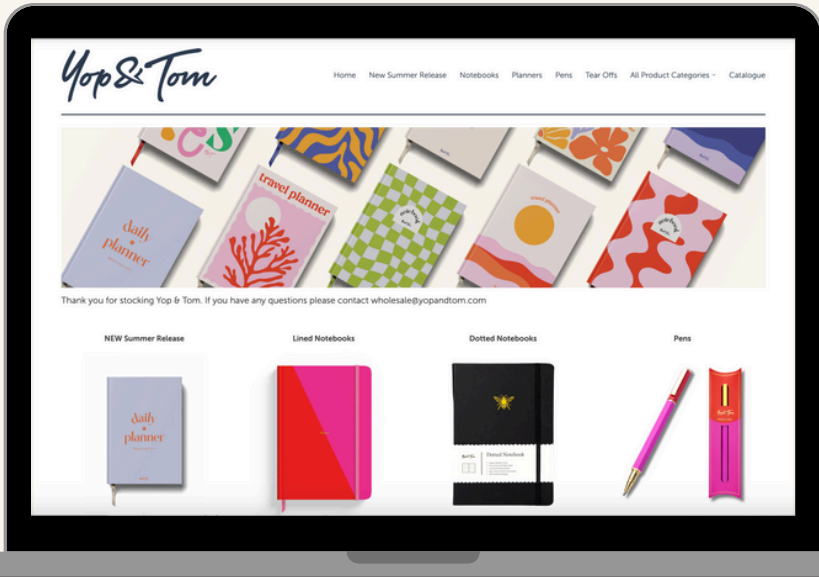 Yop & Tom
Home New Summer Release Notebooks Planners Pens Tear Offs All Product Categories Catalogue
daily
planner
travel planner
notebook
travel planner
notebook
Thank you for stocking Yop & Tom. If you have any questions please contact wholesale@yopandtom.com
NEW Summer Release Lined Notebooks Dotted Notebooks Pens
daily
planner
Dotted Notebook